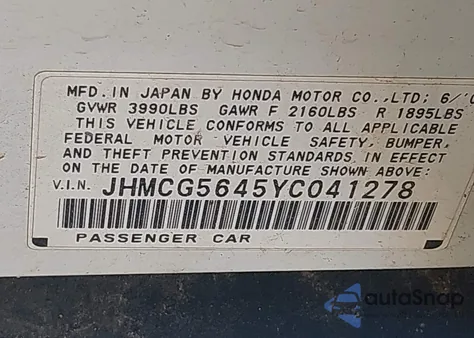 MFD. IN JAPAN BY HONDA MOTOR CO., LTD; 6/
GVWR 3990LBS GAWR F 2160LBS R 1895LBS
THIS VEHICLE CONFORMS TO ALL APPLICABLE
FEDERAL MOTOR VEHICLE SAFETY, BUMPER,
AND THEFT PREVENTION STANDARDS IN EFFECT
ON THE DATE OF MANUFACTURE SHOWN ABOVE:
V.I.N. JHMCG5645YC041278
PASSENGER CAR
autoSnap